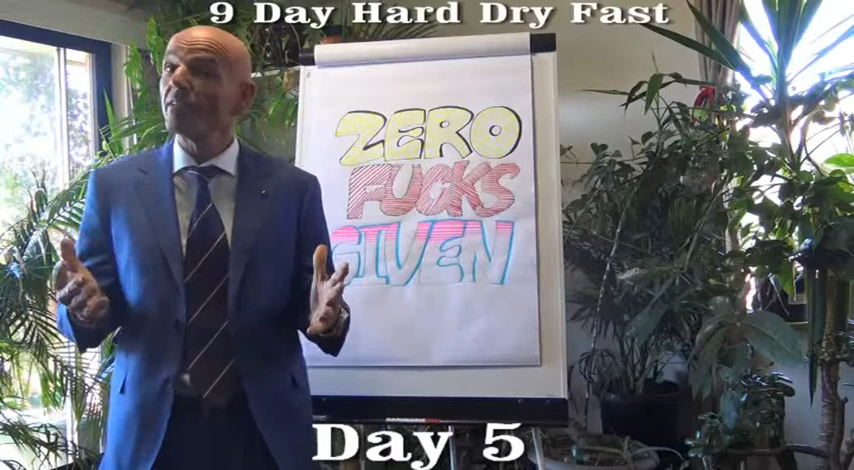 9 Day Hard Dry Fast
ZERO
FUCKS
GIVEN
Day 5